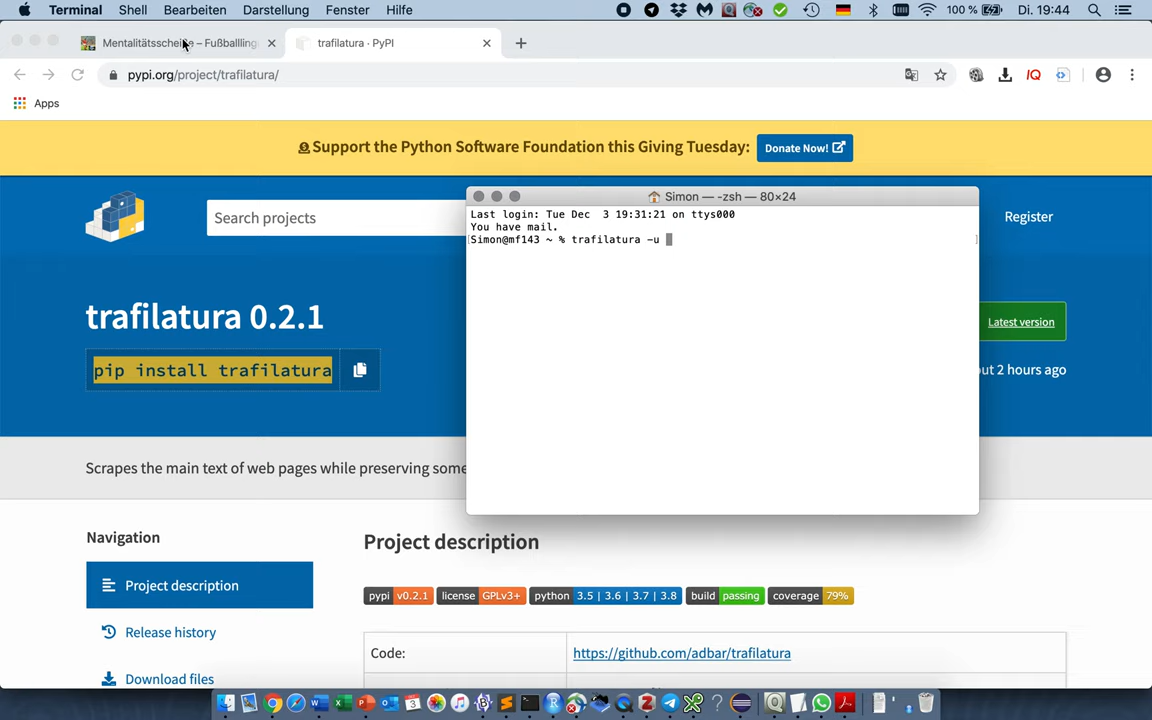 Terminal Shell Bearbeiten Darstellung Fenster Hilfe 100 % Di. 19:44
Mentalitätssche – Fußballling
trafilatura · PyPI
pypi.org/project/trafilatura/
IQ
Apps
Support the Python Software Foundation this Giving Tuesday: Donate Now!
Search projects
Register
Simon — -zsh — 80×24
Last login: Tue Dec  3 19:31:21 on ttys000
You have mail.
[Simon@mf143 ~ % trafilatura -u ]
trafilatura 0.2.1
Latest version
pip install trafilatura
out 2 hours ago
Scrapes the main text of web pages while preserving some
Navigation
Project description
Release history
Download files
Project description
pypi v0.2.1 license GPLv3+ python 3.5 | 3.6 | 3.7 | 3.8 build passing coverage 79%
Code: https://github.com/adbar/trafilatura